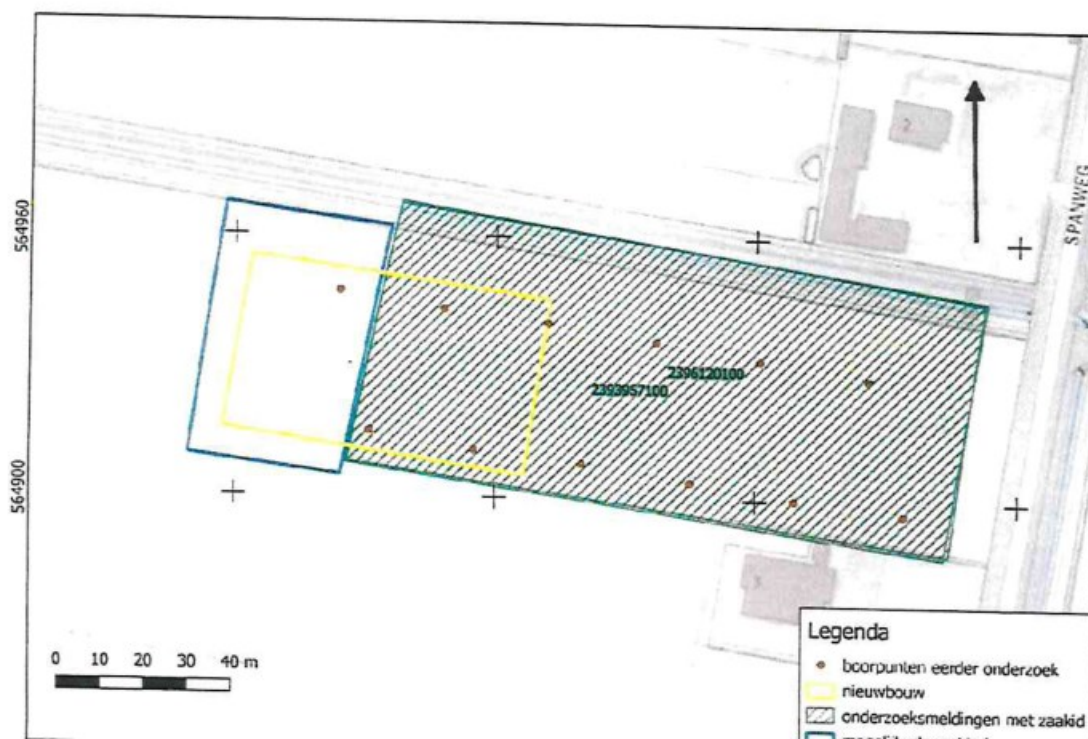 2
SPANWEG
564960
2396120100
2393957100
564900
3
0 10 20 30 40 m
Legenda
boorpunten eerder onderzoek
nieuwbouw
onderzoeksmeldingen met zaakid